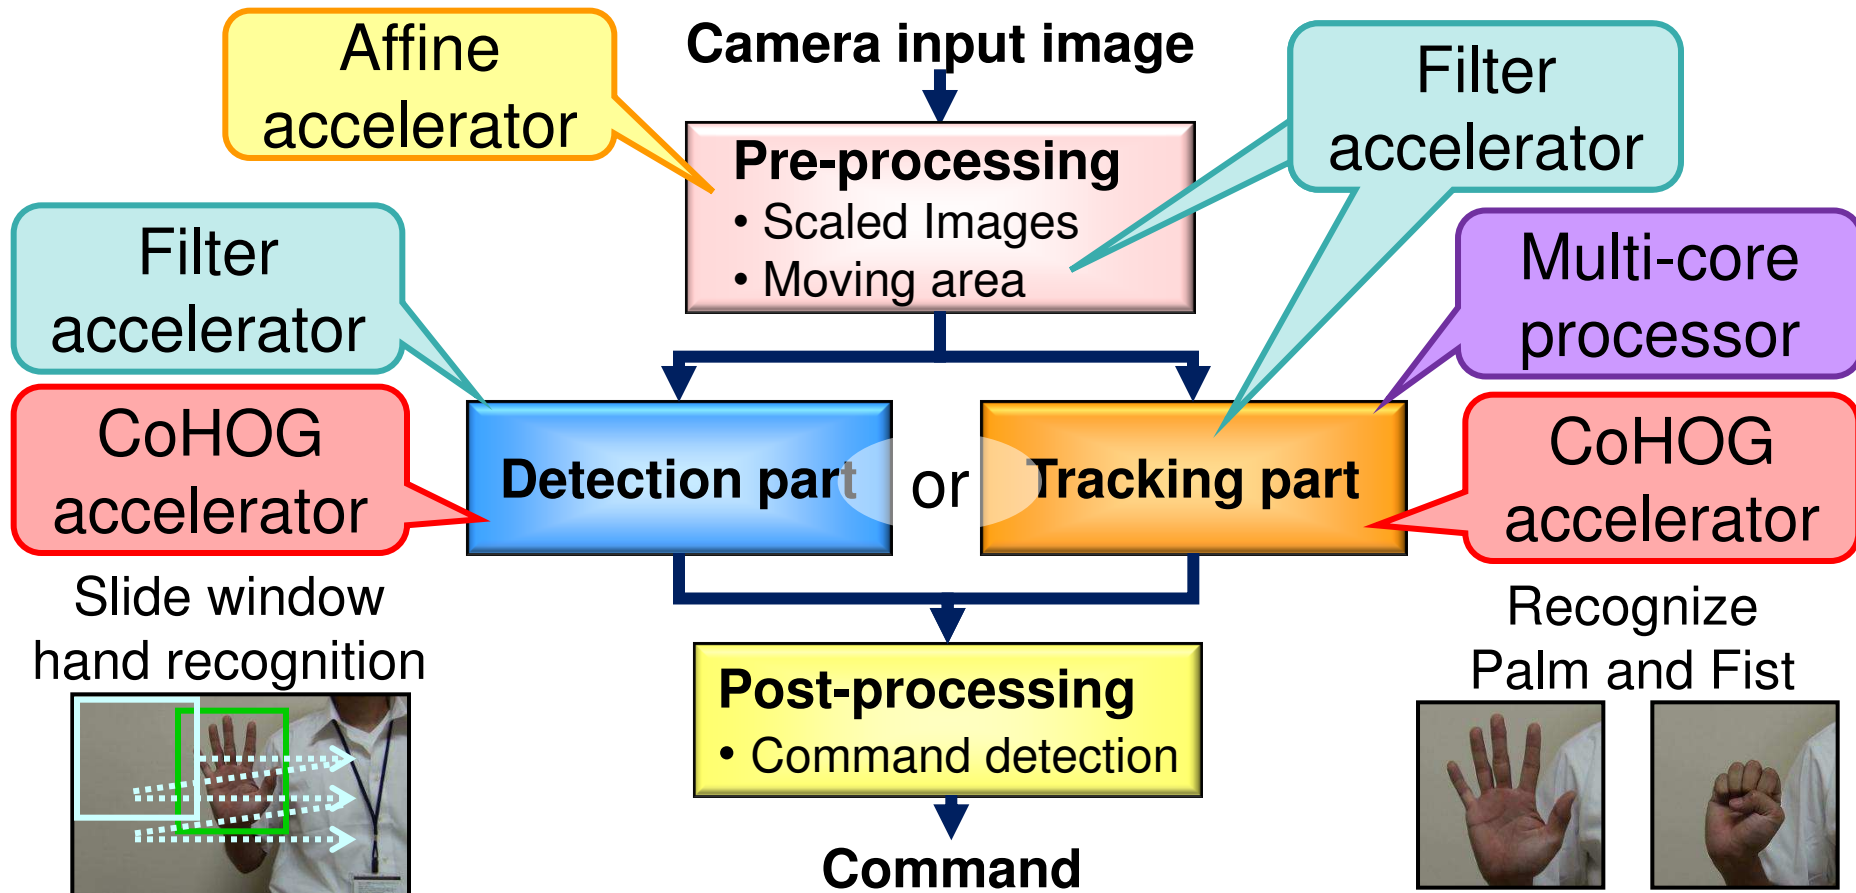 Camera input image
Affine
accelerator
Filter
accelerator
Pre-processing
• Scaled Images
• Moving area
Filter
accelerator
Multi-core
processor
CoHOG
accelerator
Detection part
or
Tracking part
CoHOG
accelerator
Slide window
hand recognition
Recognize
Palm and Fist
Post-processing
• Command detection
Command